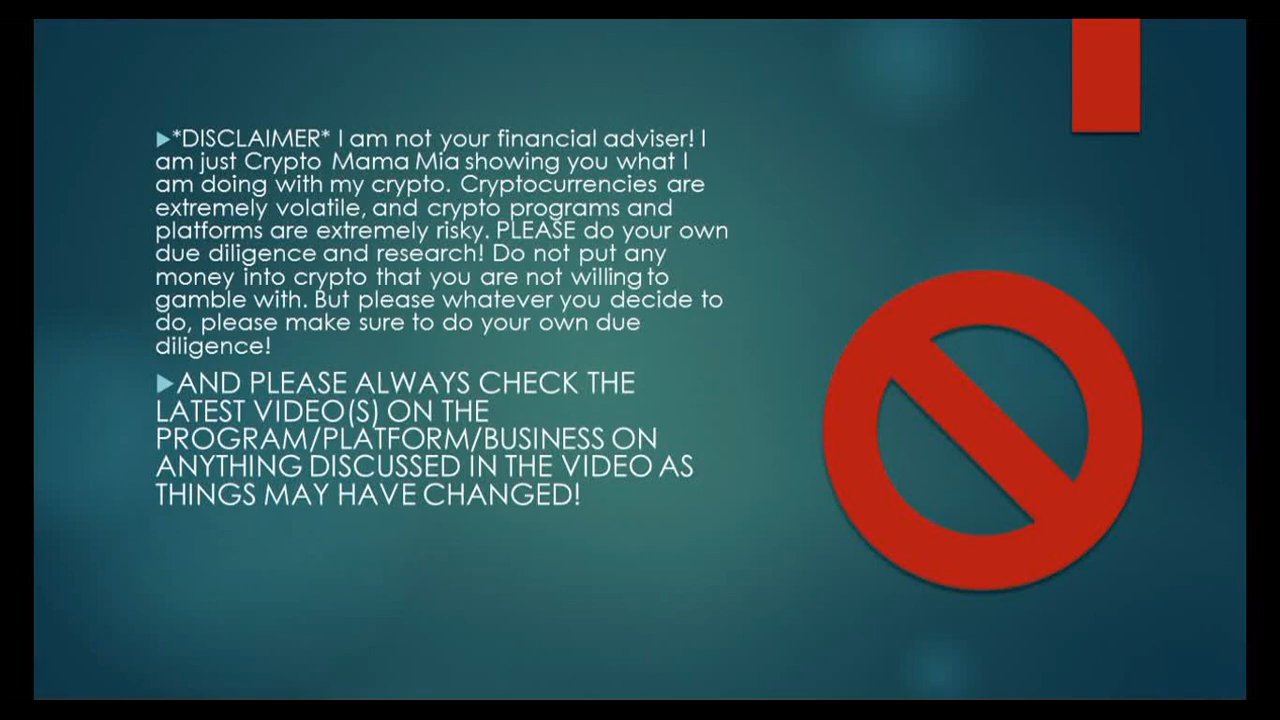 *DISCLAIMER* I am not your financial adviser! I
am just Crypto Mama Mia showing you what I
am doing with my crypto. Cryptocurrencies are
extremely volatile, and crypto programs and
platforms are extremely risky. PLEASE do your own
due diligence and research! Do not put any
money into crypto that you are not willing to
gamble with. But please whatever you decide to
do, please make sure to do your own due
diligence!
AND PLEASE ALWAYS CHECK THE
LATEST VIDEO(S) ON THE
PROGRAM/PLATFORM/BUSINESS ON
ANYTHING DISCUSSED IN THE VIDEO AS
THINGS MAY HAVE CHANGED!